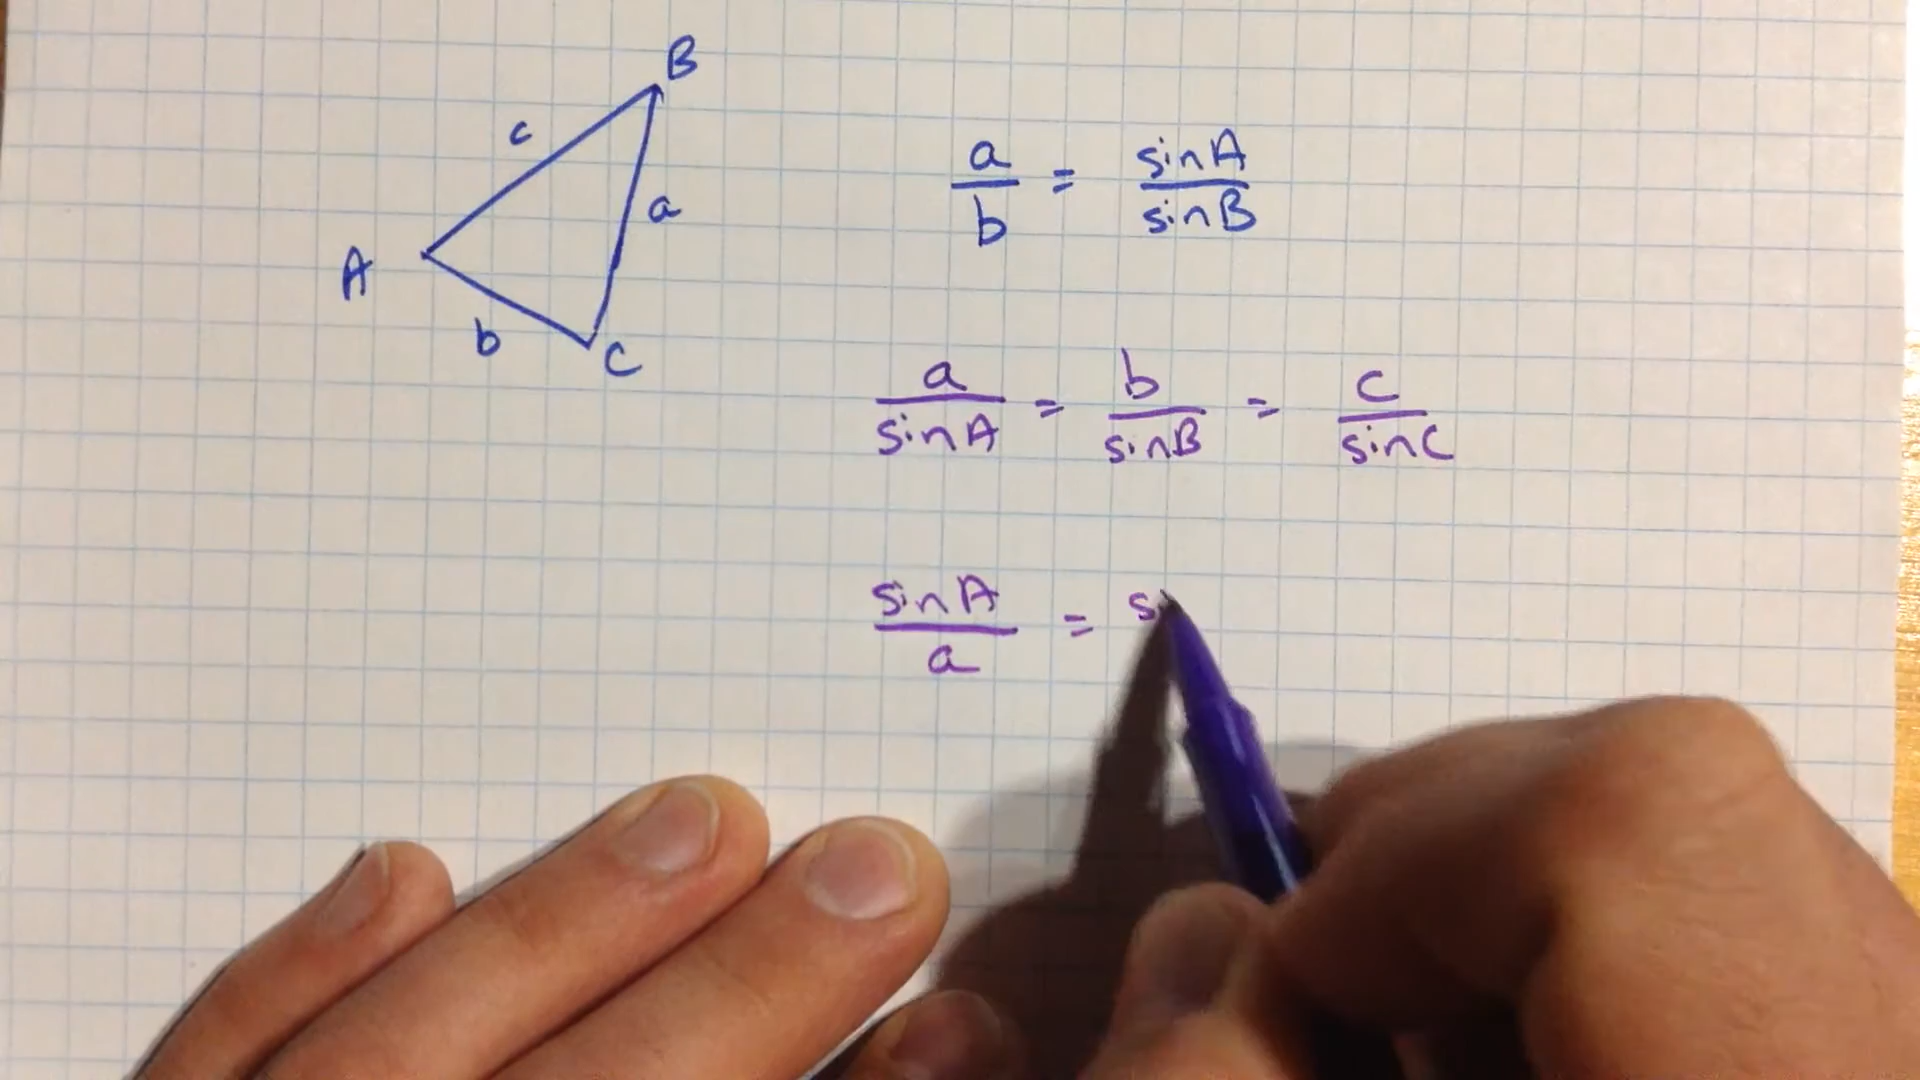 B
c
a
A
b
C
a/b = sinA/sinB
a/sinA = b/sinB = c/sinC
sinA/a = s